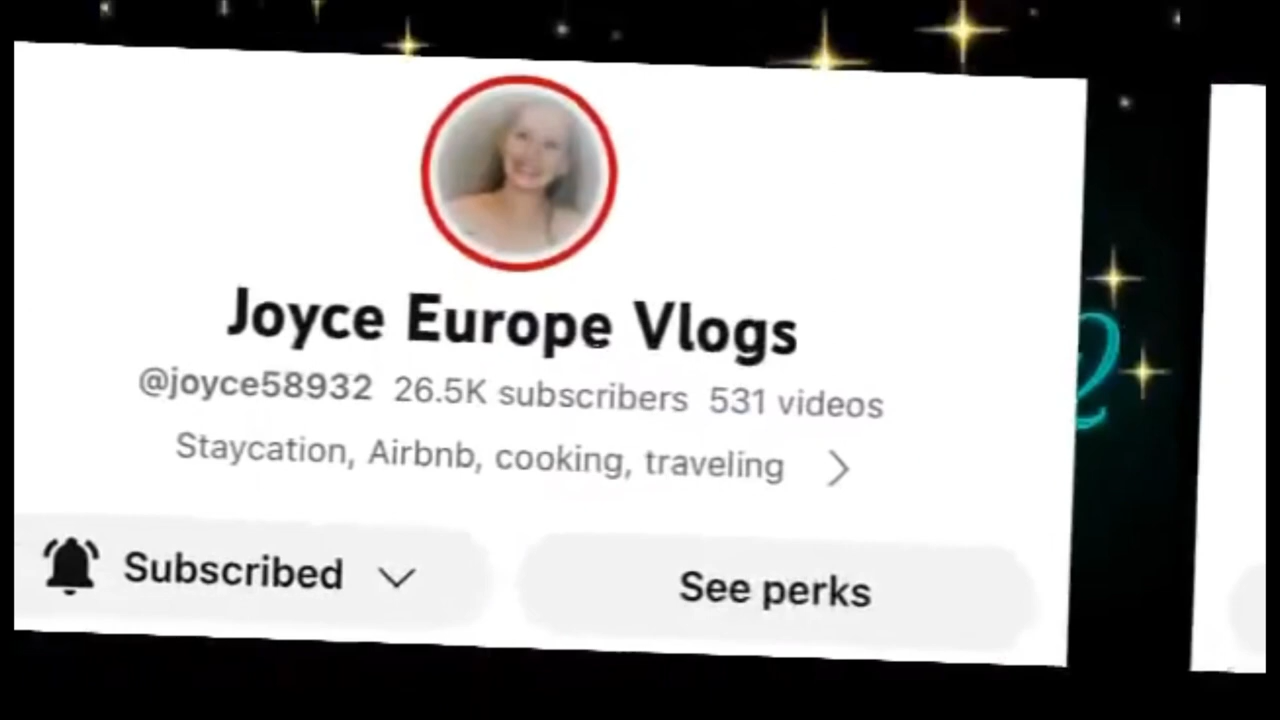 Joyce Europe Vlogs
@joyce58932 26.5K subscribers 531 videos
Staycation, Airbnb, cooking, traveling
Subscribed
See perks